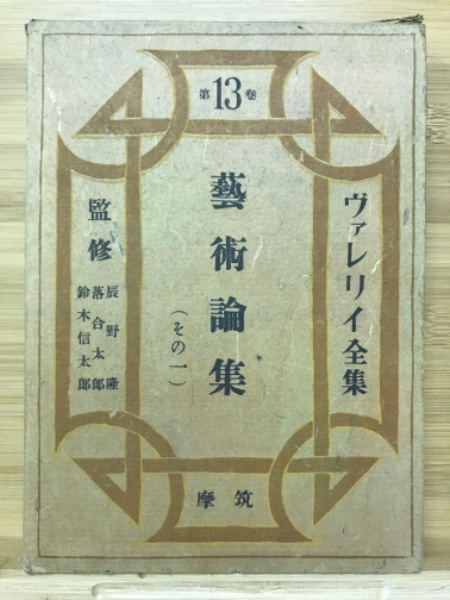 第13巻
ヴァレリイ全集
藝術論集
(その一)
監修
辰野隆
落合太郎
鈴木信太郎
筑摩